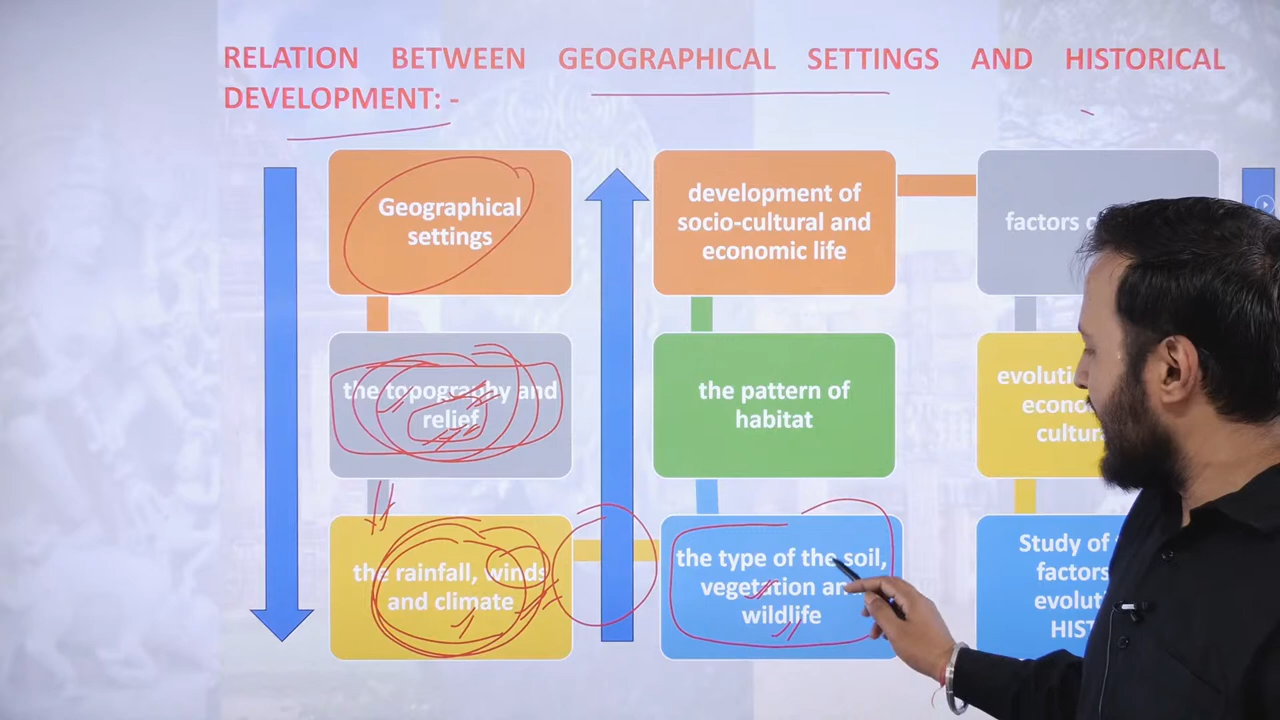 RELATION BETWEEN GEOGRAPHICAL SETTINGS AND HISTORICAL
DEVELOPMENT: -
Geographical
settings
the topography and
relief
the rainfall, winds
and climate
development of
socio-cultural and
economic life
the pattern of
habitat
the type of the soil,
vegetation and
wildlife
factors
Study of
factors